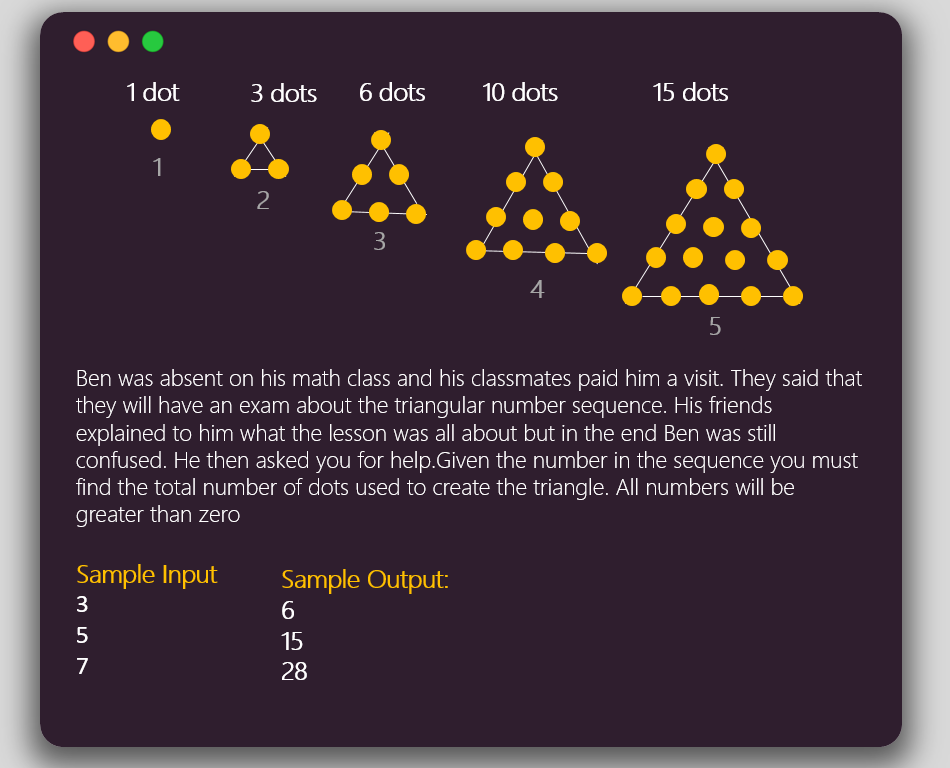 1 dot 3 dots 6 dots 10 dots 15 dots
1
2
3
4
5
Ben was absent on his math class and his classmates paid him a visit. They said that
they will have an exam about the triangular number sequence. His friends
explained to him what the lesson was all about but in the end Ben was still
confused. He then asked you for help.Given the number in the sequence you must
find the total number of dots used to create the triangle. All numbers will be
greater than zero
Sample Input
3
5
7
Sample Output:
6
15
28